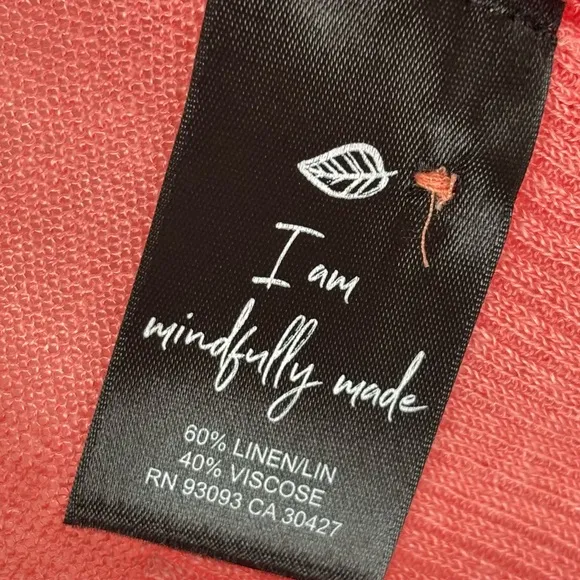 I am
mindfully made
60% LINEN/LIN
40% VISCOSE
RN 93093 CA 30427